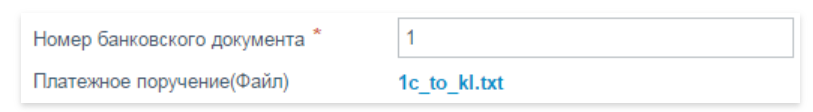 Номер банковского документа * 1
Платежное поручение(Файл) 1c_to_kl.txt